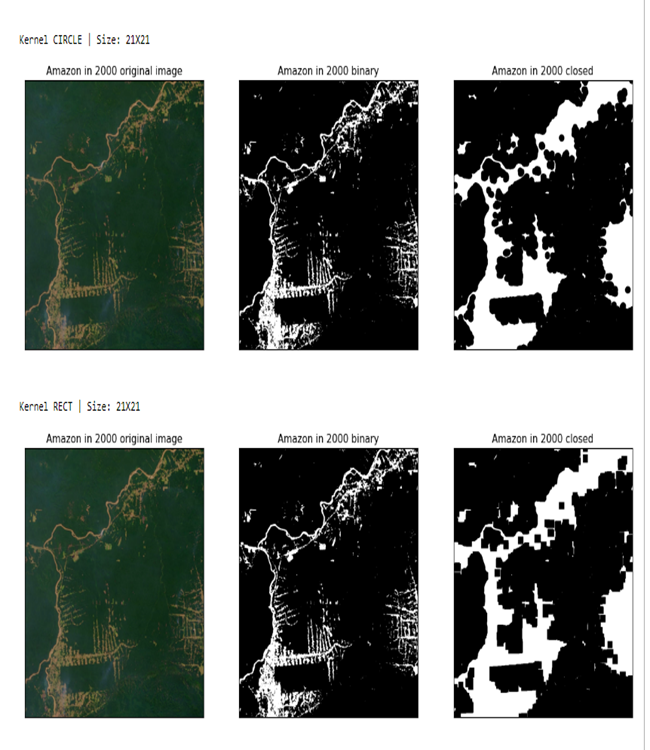 Kernel CIRCLE | Size: 21X21
Amazon in 2000 original image
Amazon in 2000 binary
Amazon in 2000 closed
Kernel RECT | Size: 21X21
Amazon in 2000 original image
Amazon in 2000 binary
Amazon in 2000 closed